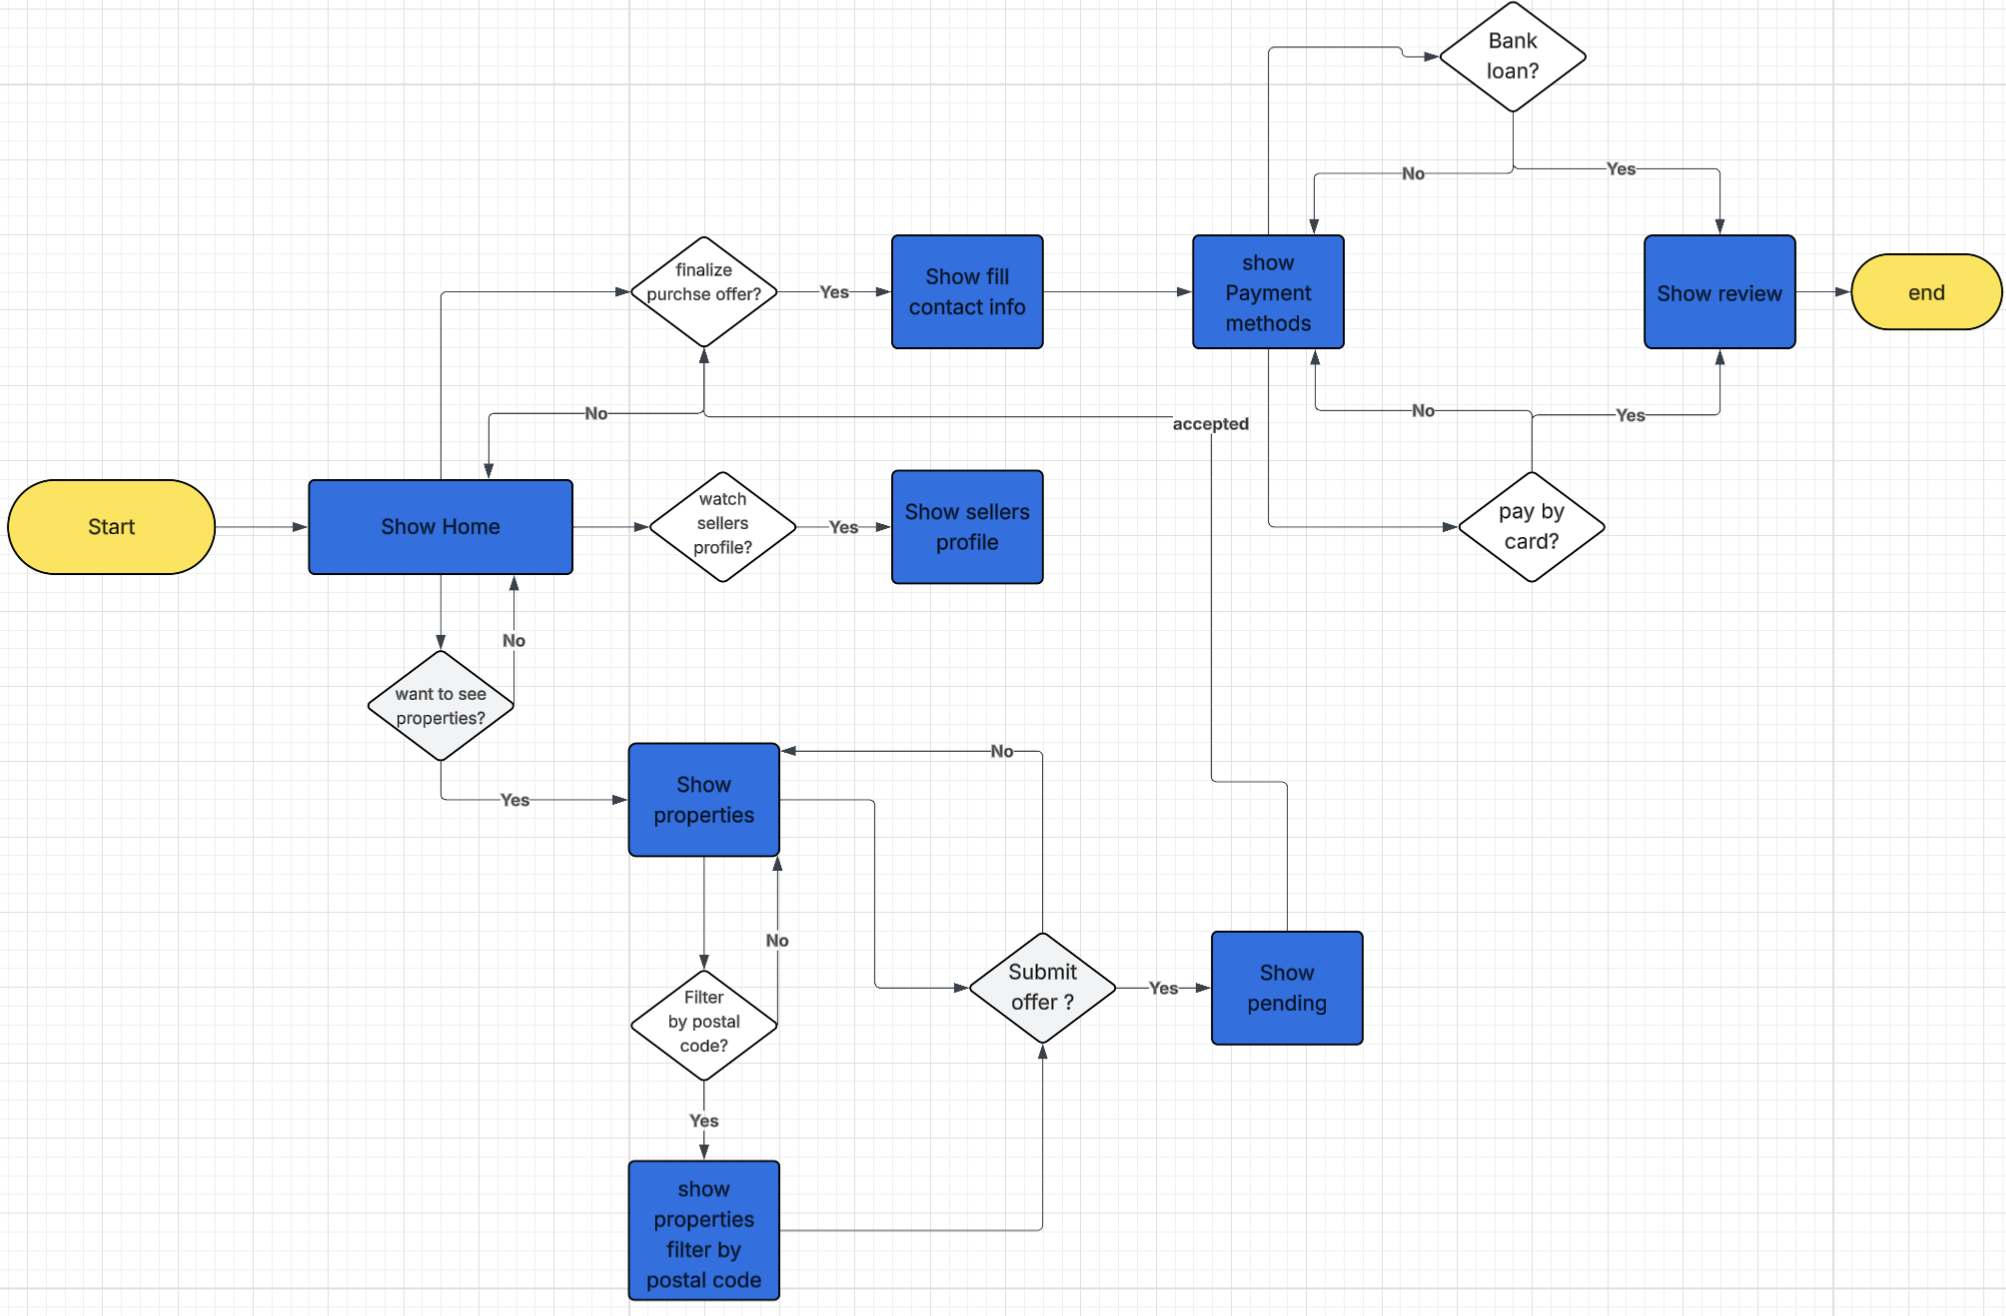 Bank
loan?
No
Yes
finalize
purchse offer?
Yes
Show fill
contact info
show
Payment
methods
Show review
end
No
accepted
No
Yes
Start
Show Home
watch
sellers
profile?
Yes
Show sellers
profile
pay by
card?
No
want to see
properties?
Yes
Show
properties
No
No
Filter
by postal
code?
Submit
offer ?
Yes
Show
pending
Yes
show
properties
filter by
postal code